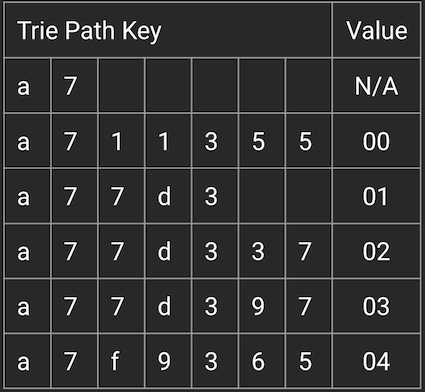 Trie Path Key Value
a 7 N/A
a 7 1 1 3 5 5 00
a 7 7 d 3 01
a 7 7 d 3 3 7 02
a 7 7 d 3 9 7 03
a 7 f 9 3 6 5 04